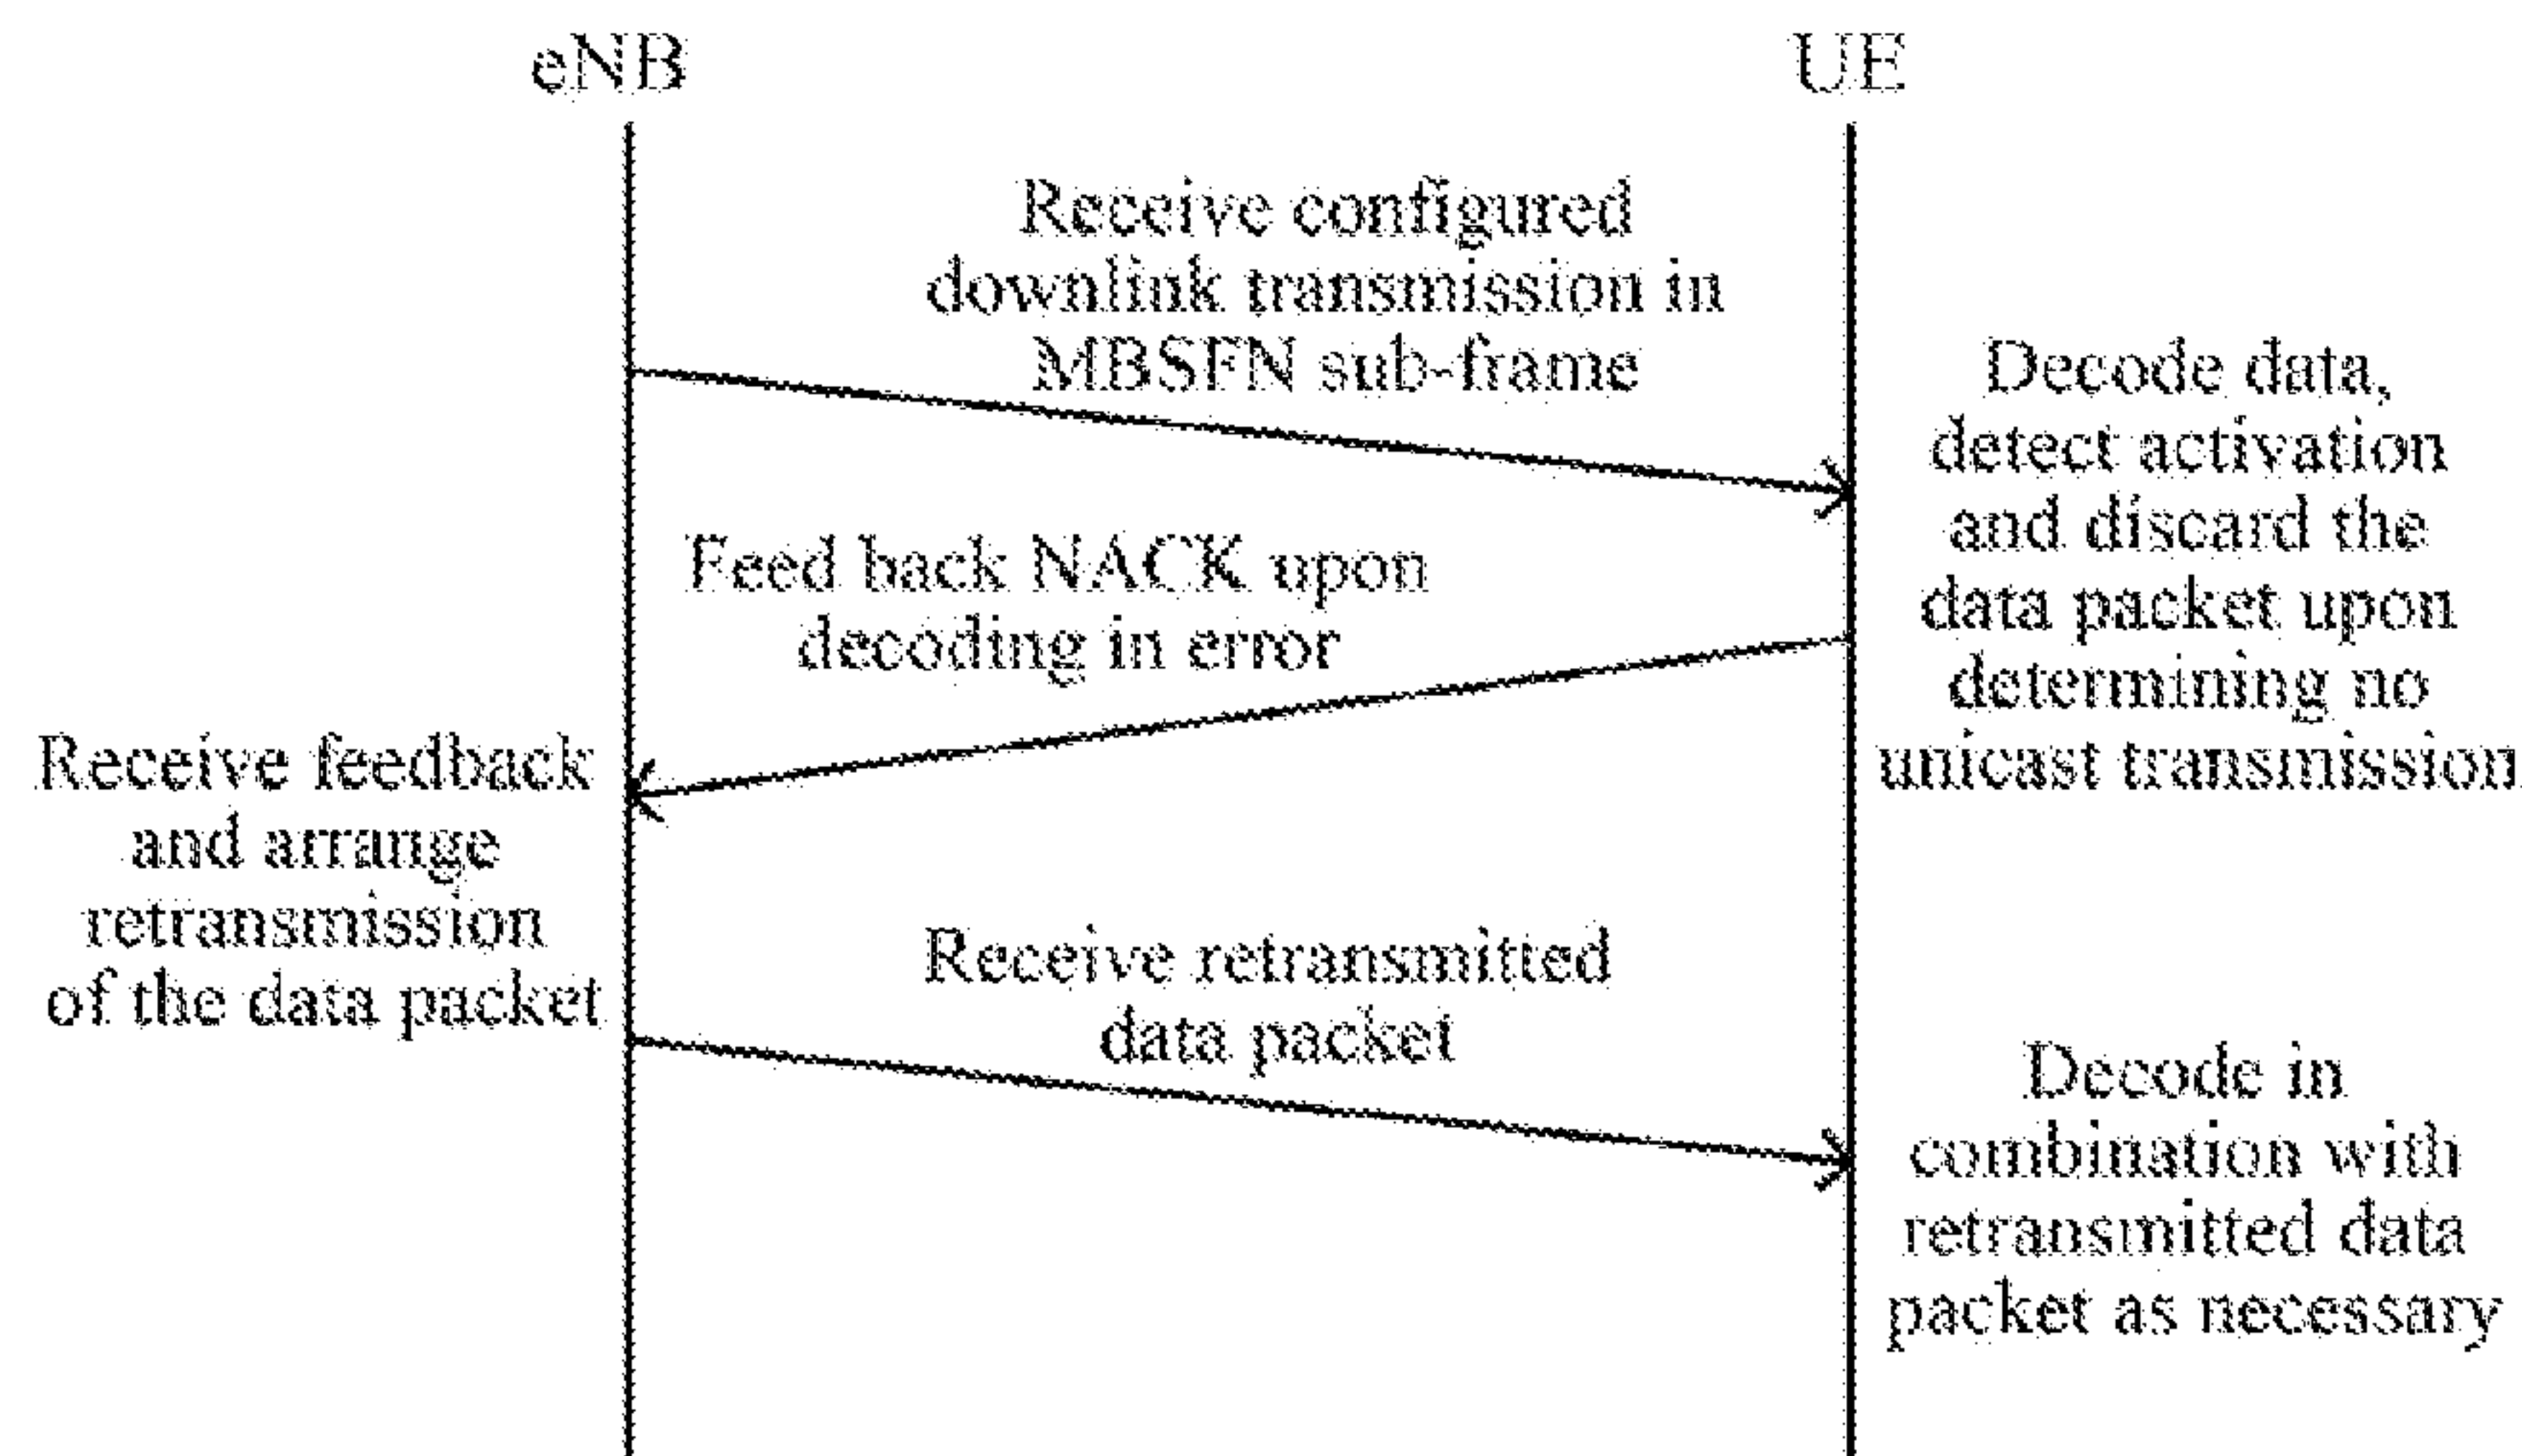 eNB
UE
Receive configured
downlink transmission in
MBSFN sub-frame
Decode data,
detect activation
and discard the
data packet upon
determining no
unicast transmission
Feed back NACK upon
decoding in error
Receive feedback
and arrange
retransmission
of the data packet
Receive retransmitted
data packet
Decode in
combination with
retransmitted data
packet as necessary